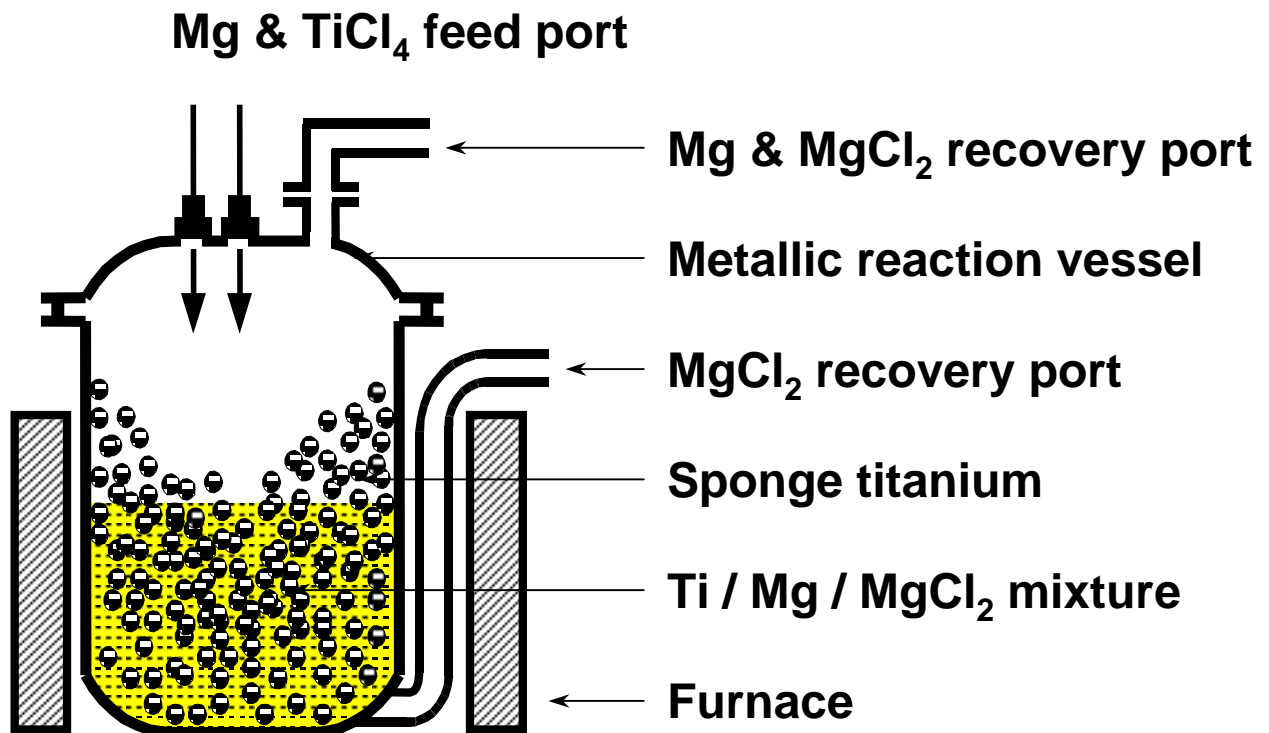 Mg & TiCl₄ feed port
Mg & MgCl₂ recovery port
Metallic reaction vessel
MgCl₂ recovery port
Sponge titanium
Ti / Mg / MgCl₂ mixture
Furnace